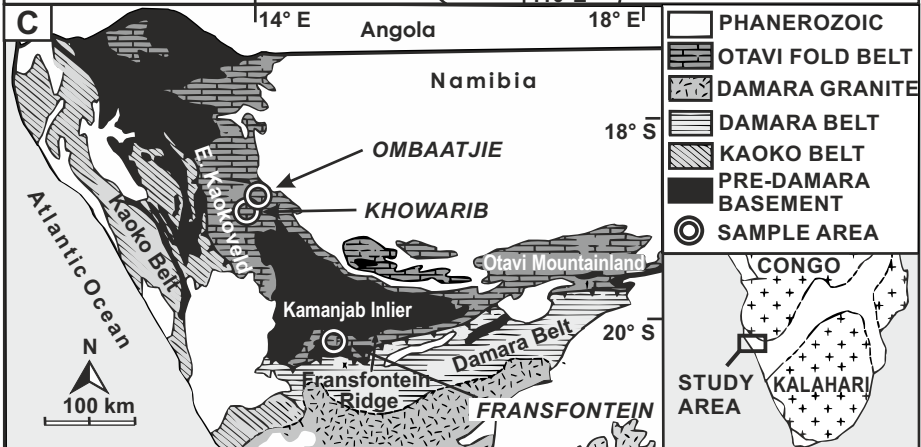 C
14° E
18° E
Angola
Namibia
18° S
OMBAATJIE
KHOWARIB
E. Kaokoveld
Kaoko Belt
Atlantic Ocean
Otavi Mountainland
Kamanjab Inlier
20° S
Damara Belt
Fransfontein
Ridge
FRANSFONTEIN
N
100 km
PHANEROZOIC
OTAVI FOLD BELT
DAMARA GRANITE
DAMARA BELT
KAOKO BELT
PRE-DAMARA
BASEMENT
SAMPLE AREA
CONGO
KALAHARI
STUDY
AREA